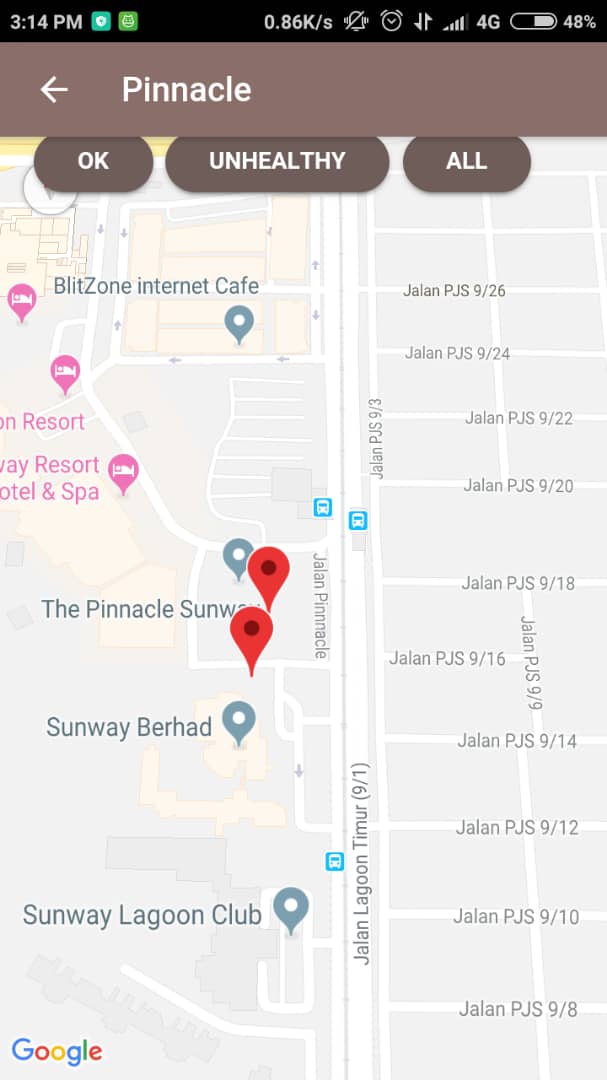 3:14 PM 0.86K/s 4G 48%
Pinnacle
OK UNHEALTHY ALL
BlitZone internet Cafe
Jalan PJS 9/26
Jalan PJS 9/24
Jalan PJS 9/3
Jalan PJS 9/22
on Resort
way Resort
otel & Spa
Jalan PJS 9/20
Jalan Pinnnacle
Jalan PJS 9/18
The Pinnacle Sunway
Jalan PJS 9/16
Jalan PJS 9/9
Sunway Berhad
Jalan PJS 9/14
Jalan Lagoon Timur (9/1)
Jalan PJS 9/12
Sunway Lagoon Club
Jalan PJS 9/10
Jalan PJS 9/8
Google